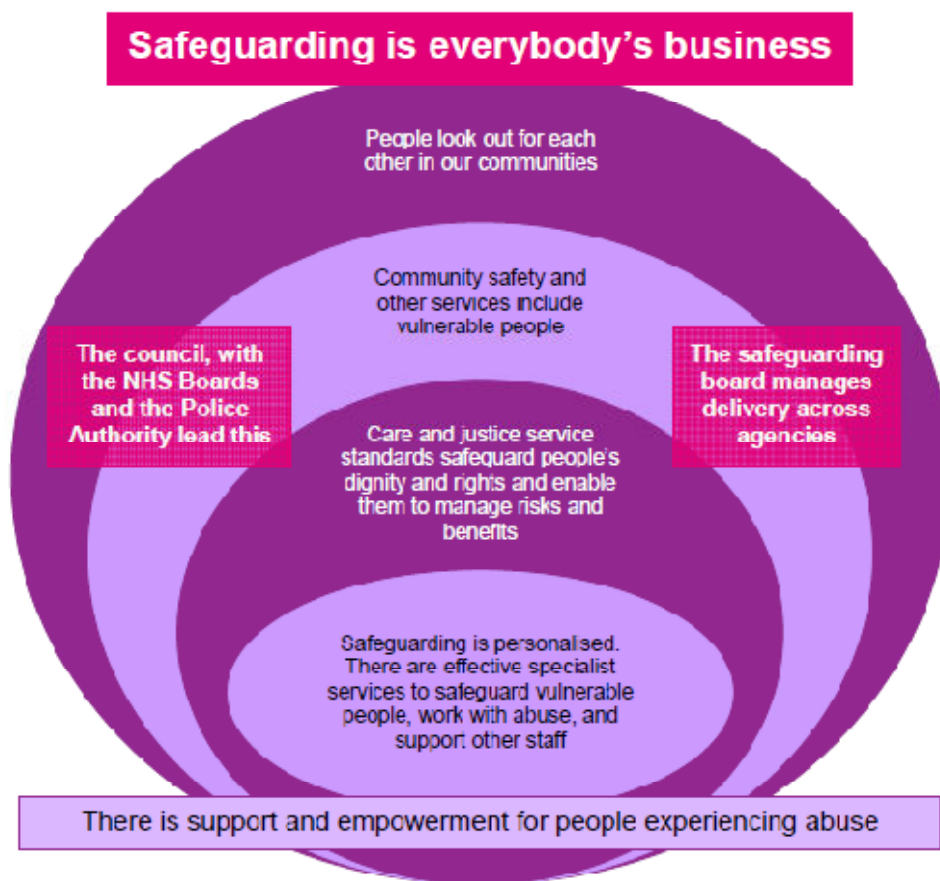 Safeguarding is everybody's business
People look out for each
other in our communities
Community safety and
other services include
vulnerable people
The council, with
the NHS Boards
and the Police
Authority lead this
The safeguarding
board manages
delivery across
agencies
Care and justice service
standards safeguard people's
dignity and rights and enable
them to manage risks and
benefits
Safeguarding is personalised.
There are effective specialist
services to safeguard vulnerable
people, work with abuse, and
support other staff
There is support and empowerment for people experiencing abuse